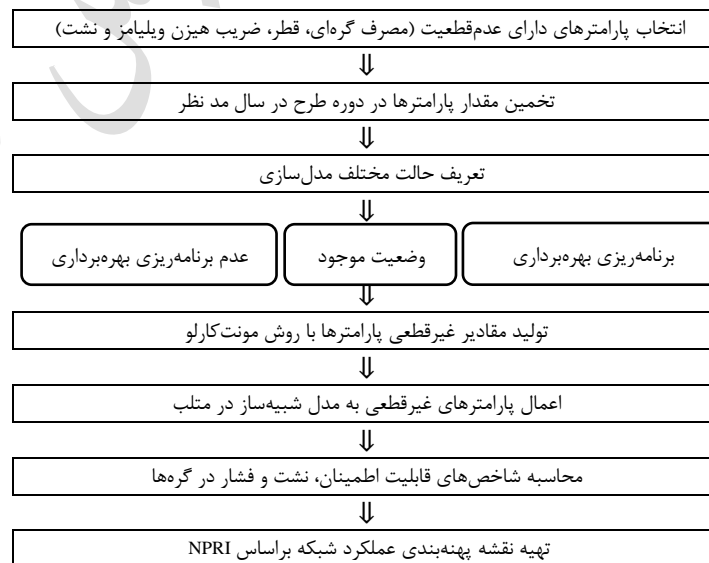 انتخاب پارامترهای دارای عدم‌قطعیت (مصرف گره‌ای، قطر، ضریب هیزن ویلیامز و نشت)
تخمین مقدار پارامترها در دوره طرح در سال مد نظر
تعریف حالت مختلف مدل‌سازی
برنامه‌ریزی بهره‌برداری
وضعیت موجود
عدم برنامه‌ریزی بهره‌برداری
تولید مقادیر غیرقطعی پارامترها با روش مونت‌کارلو
اعمال پارامترهای غیرقطعی به مدل شبیه‌ساز در متلب
محاسبه شاخص‌های قابلیت اطمینان، نشت و فشار در گره‌ها
تهیه نقشه پهنه‌بندی عملکرد شبکه براساس NPRI